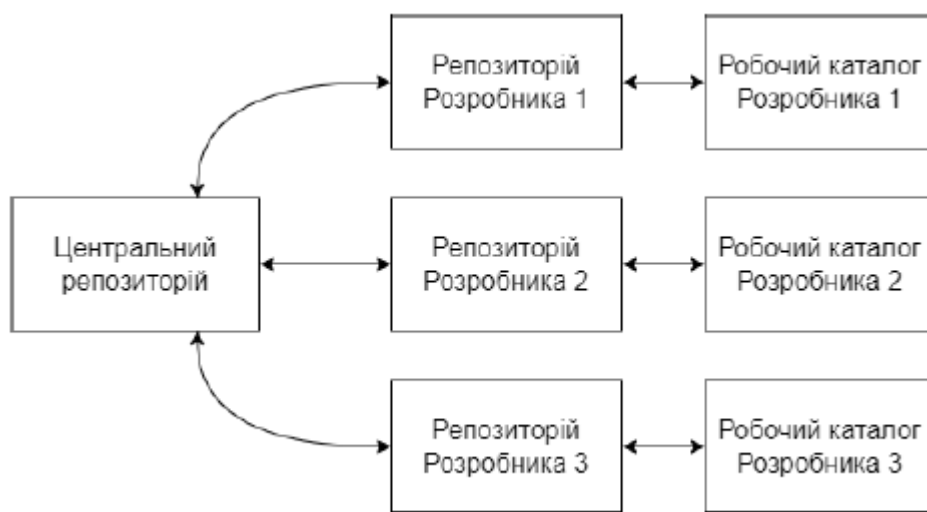 Репозиторій
Розробника 1
Робочий каталог
Розробника 1
Центральний
репозиторій
Репозиторій
Розробника 2
Робочий каталог
Розробника 2
Репозиторій
Розробника 3
Робочий каталог
Розробника 3